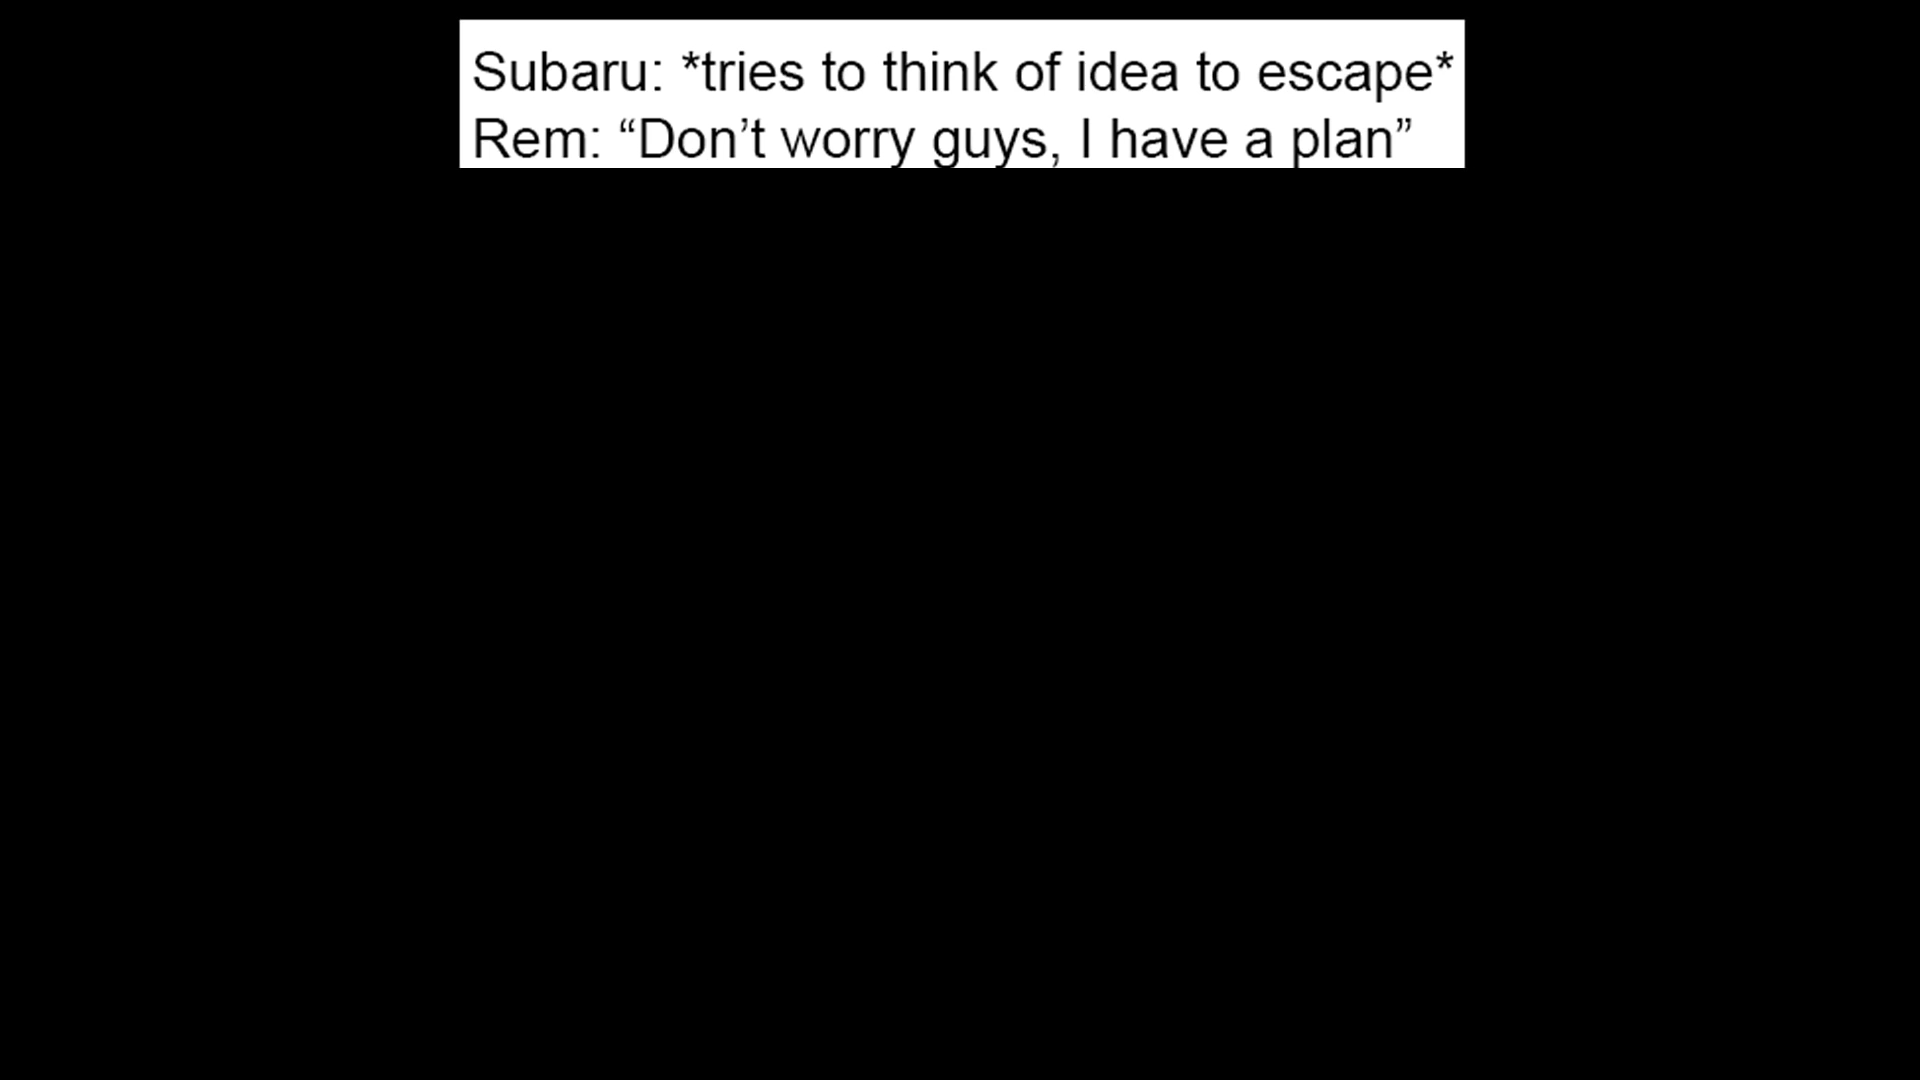 Subaru: *tries to think of idea to escape*
Rem: “Don’t worry guys, I have a plan”